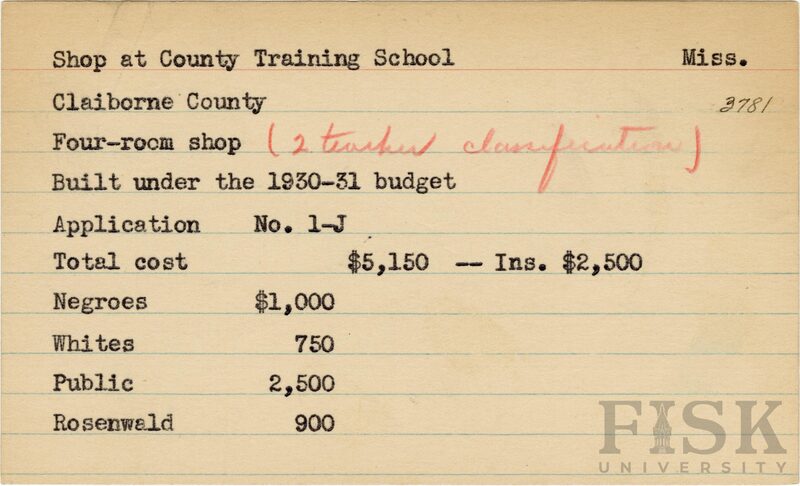 Shop at County Training School Miss.
Claiborne County 3781
Four-room shop (2 teacher classification)
Built under the 1930-31 budget
Application No. 1-J
Total cost $5,150 -- Ins. $2,500
Negroes $1,000
Whites 750
Public 2,500
Rosenwald 900
FISK
UNIVERSITY